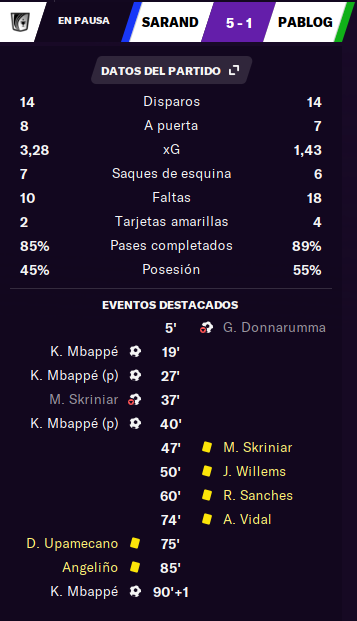 EN PAUSA SARAND 5 - 1 PABLOG
DATOS DEL PARTIDO
14 Disparos 14
8 A puerta 7
3,28 xG 1,43
7 Saques de esquina 6
10 Faltas 18
2 Tarjetas amarillas 4
85% Pases completados 89%
45% Posesión 55%
EVENTOS DESTACADOS
5' G. Donnarumma
K. Mbappé 19'
K. Mbappé (p) 27'
M. Skriniar 37'
K. Mbappé (p) 40'
47' M. Skriniar
50' J. Willems
60' R. Sanches
74' A. Vidal
D. Upamecano 75'
Angeliño 85'
K. Mbappé 90'+1